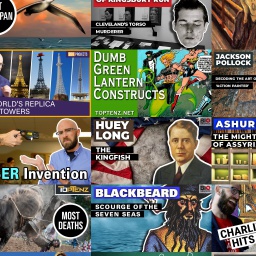 OF KINGSBURY RUN
PAN
CLEVELAND'S TORSO
MURDERER
DUMB
GREEN
LANTERN
CONSTRUCTS
TOPTENZ.NET
JACKSON
POLLOCK
DECODING THE ART O
'ACTION PAINTER'
ORLD'S REPLICA
TOWERS
HUEY
LONG
THE
KINGFISH
ASHUR
THE MIGHT
OF ASSYRI
BER Invention
TOPTENZ
BLACKBEARD
SCOURGE OF THE
SEVEN SEAS
MOST
DEATHS
CHARLI
HITS